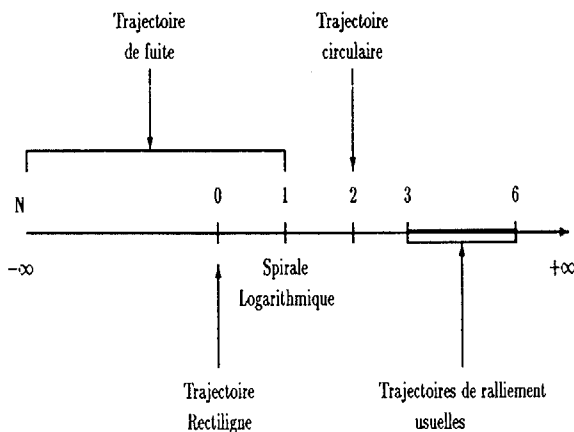 Trajectoire
de fuite
Trajectoire
circulaire
N
0
1
2
3
6
−∞
+∞
Spirale
Logarithmique
Trajectoire
Rectiligne
Trajectoires de ralliement
usuelles